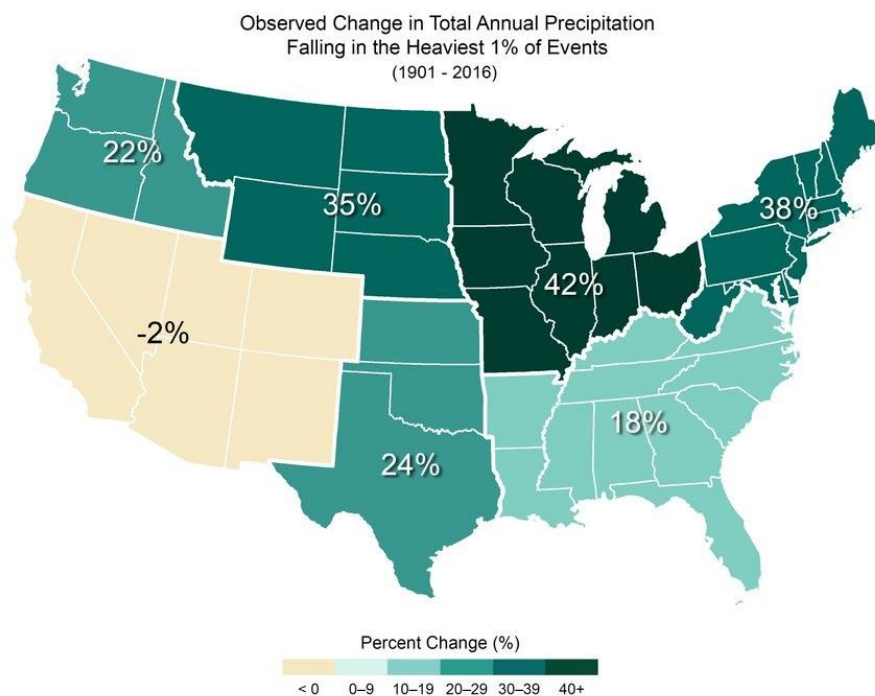 Observed Change in Total Annual Precipitation
Falling in the Heaviest 1% of Events
(1901 - 2016)
22%
35%
38%
42%
-2%
18%
24%
Percent Change (%)
< 0 0–9 10–19 20–29 30–39 40+